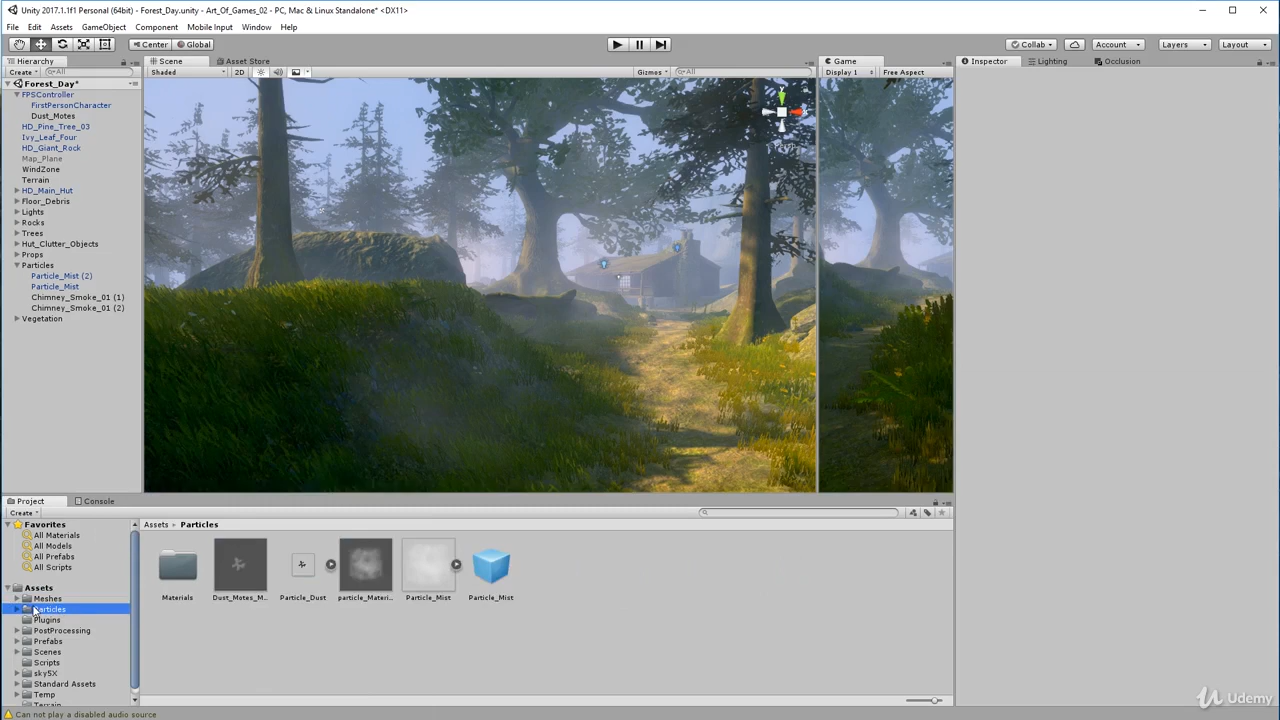 Unity 2017.1.1f1 Personal (64bit) - Forest_Day.unity - Art_Of_Games_02 - PC, Mac & Linux Standalone* <DX11>
File Edit Assets GameObject Component Mobile Input Window Help
Center Global Collab Account Layers Layout
Hierarchy Scene Asset Store Game Inspector Lighting Occlusion
Create All Shaded 2D Gizmos All Display 1 Free Aspect
Forest_Day*
FPSController
FirstPersonCharacter
Dust_Motes
HD_Pine_Tree_03
Ivy_Leaf_Four
HD_Giant_Rock
Map_Plane
WindZone
Terrain
HD_Main_Hut
Floor_Debris
Lights
Rocks
Trees
Hut_Clutter_Objects
Props
Particles
Particle_Mist (2)
Particle_Mist
Chimney_Smoke_01 (1)
Chimney_Smoke_01 (2)
Vegetation
y
Persp
Project Console
Create
Favorites
All Materials
All Models
All Prefabs
All Scripts
Assets
Meshes
Particles
Plugins
PostProcessing
Prefabs
Scenes
Scripts
sky5X
Standard Assets
Temp
Terrain
Assets Particles
Materials Dust_Motes_M... Particle_Dust particle_Materi... Particle_Mist Particle_Mist
Can not play a disabled audio source
Udemy